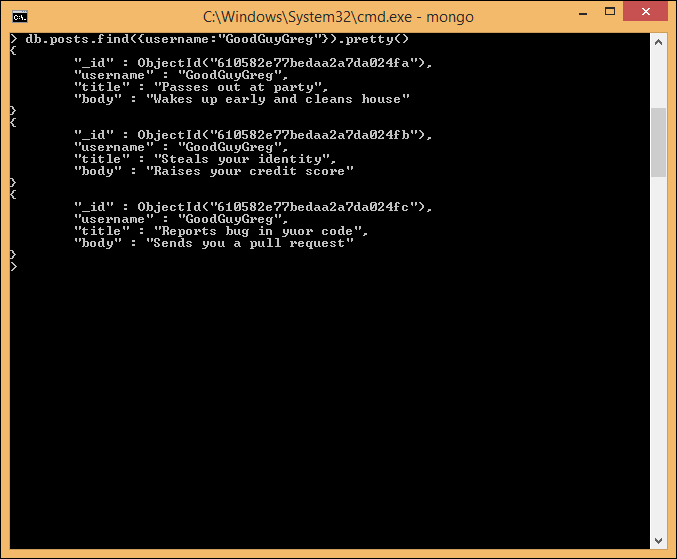 C:\Windows\System32\cmd.exe - mongo
> db.posts.find({username:"GoodGuyGreg"}).pretty()
{
"_id" : ObjectId("610582e77bedaa2a7da024fa"),
"username" : "GoodGuyGreg",
"title" : "Passes out at party",
"body" : "Wakes up early and cleans house"
}
{
"_id" : ObjectId("610582e77bedaa2a7da024fb"),
"username" : "GoodGuyGreg",
"title" : "Steals your identity",
"body" : "Raises your credit score"
}
{
"_id" : ObjectId("610582e77bedaa2a7da024fc"),
"username" : "GoodGuyGreg",
"title" : "Reports bug in yuor code",
"body" : "Sends you a pull request"
}
>